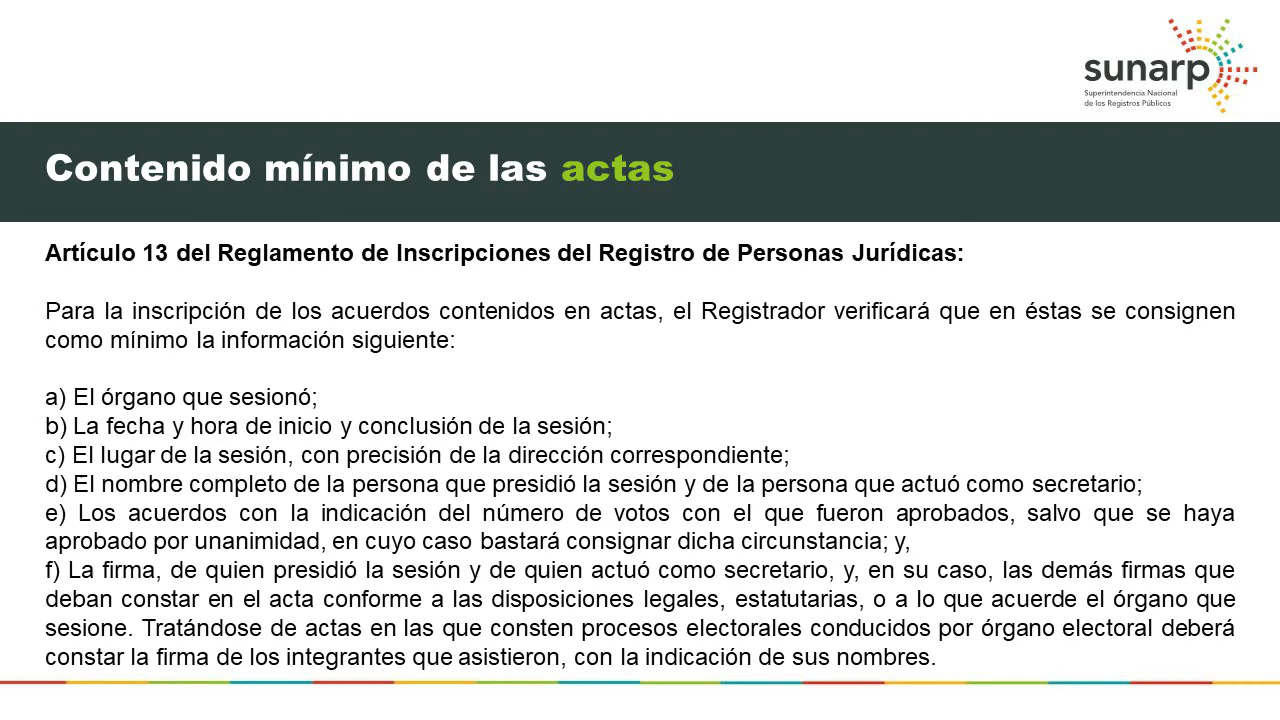 sunarp
Superintendencia Nacional
de los Registros Públicos
Contenido mínimo de las actas
Artículo 13 del Reglamento de Inscripciones del Registro de Personas Jurídicas:
Para la inscripción de los acuerdos contenidos en actas, el Registrador verificará que en éstas se consignen
como mínimo la información siguiente:
a) El órgano que sesionó;
b) La fecha y hora de inicio y conclusión de la sesión;
c) El lugar de la sesión, con precisión de la dirección correspondiente;
d) El nombre completo de la persona que presidió la sesión y de la persona que actuó como secretario;
e) Los acuerdos con la indicación del número de votos con el que fueron aprobados, salvo que se haya
aprobado por unanimidad, en cuyo caso bastará consignar dicha circunstancia; y,
f) La firma, de quien presidió la sesión y de quien actuó como secretario, y, en su caso, las demás firmas que
deban constar en el acta conforme a las disposiciones legales, estatutarias, o a lo que acuerde el órgano que
sesione. Tratándose de actas en las que consten procesos electorales conducidos por órgano electoral deberá
constar la firma de los integrantes que asistieron, con la indicación de sus nombres.